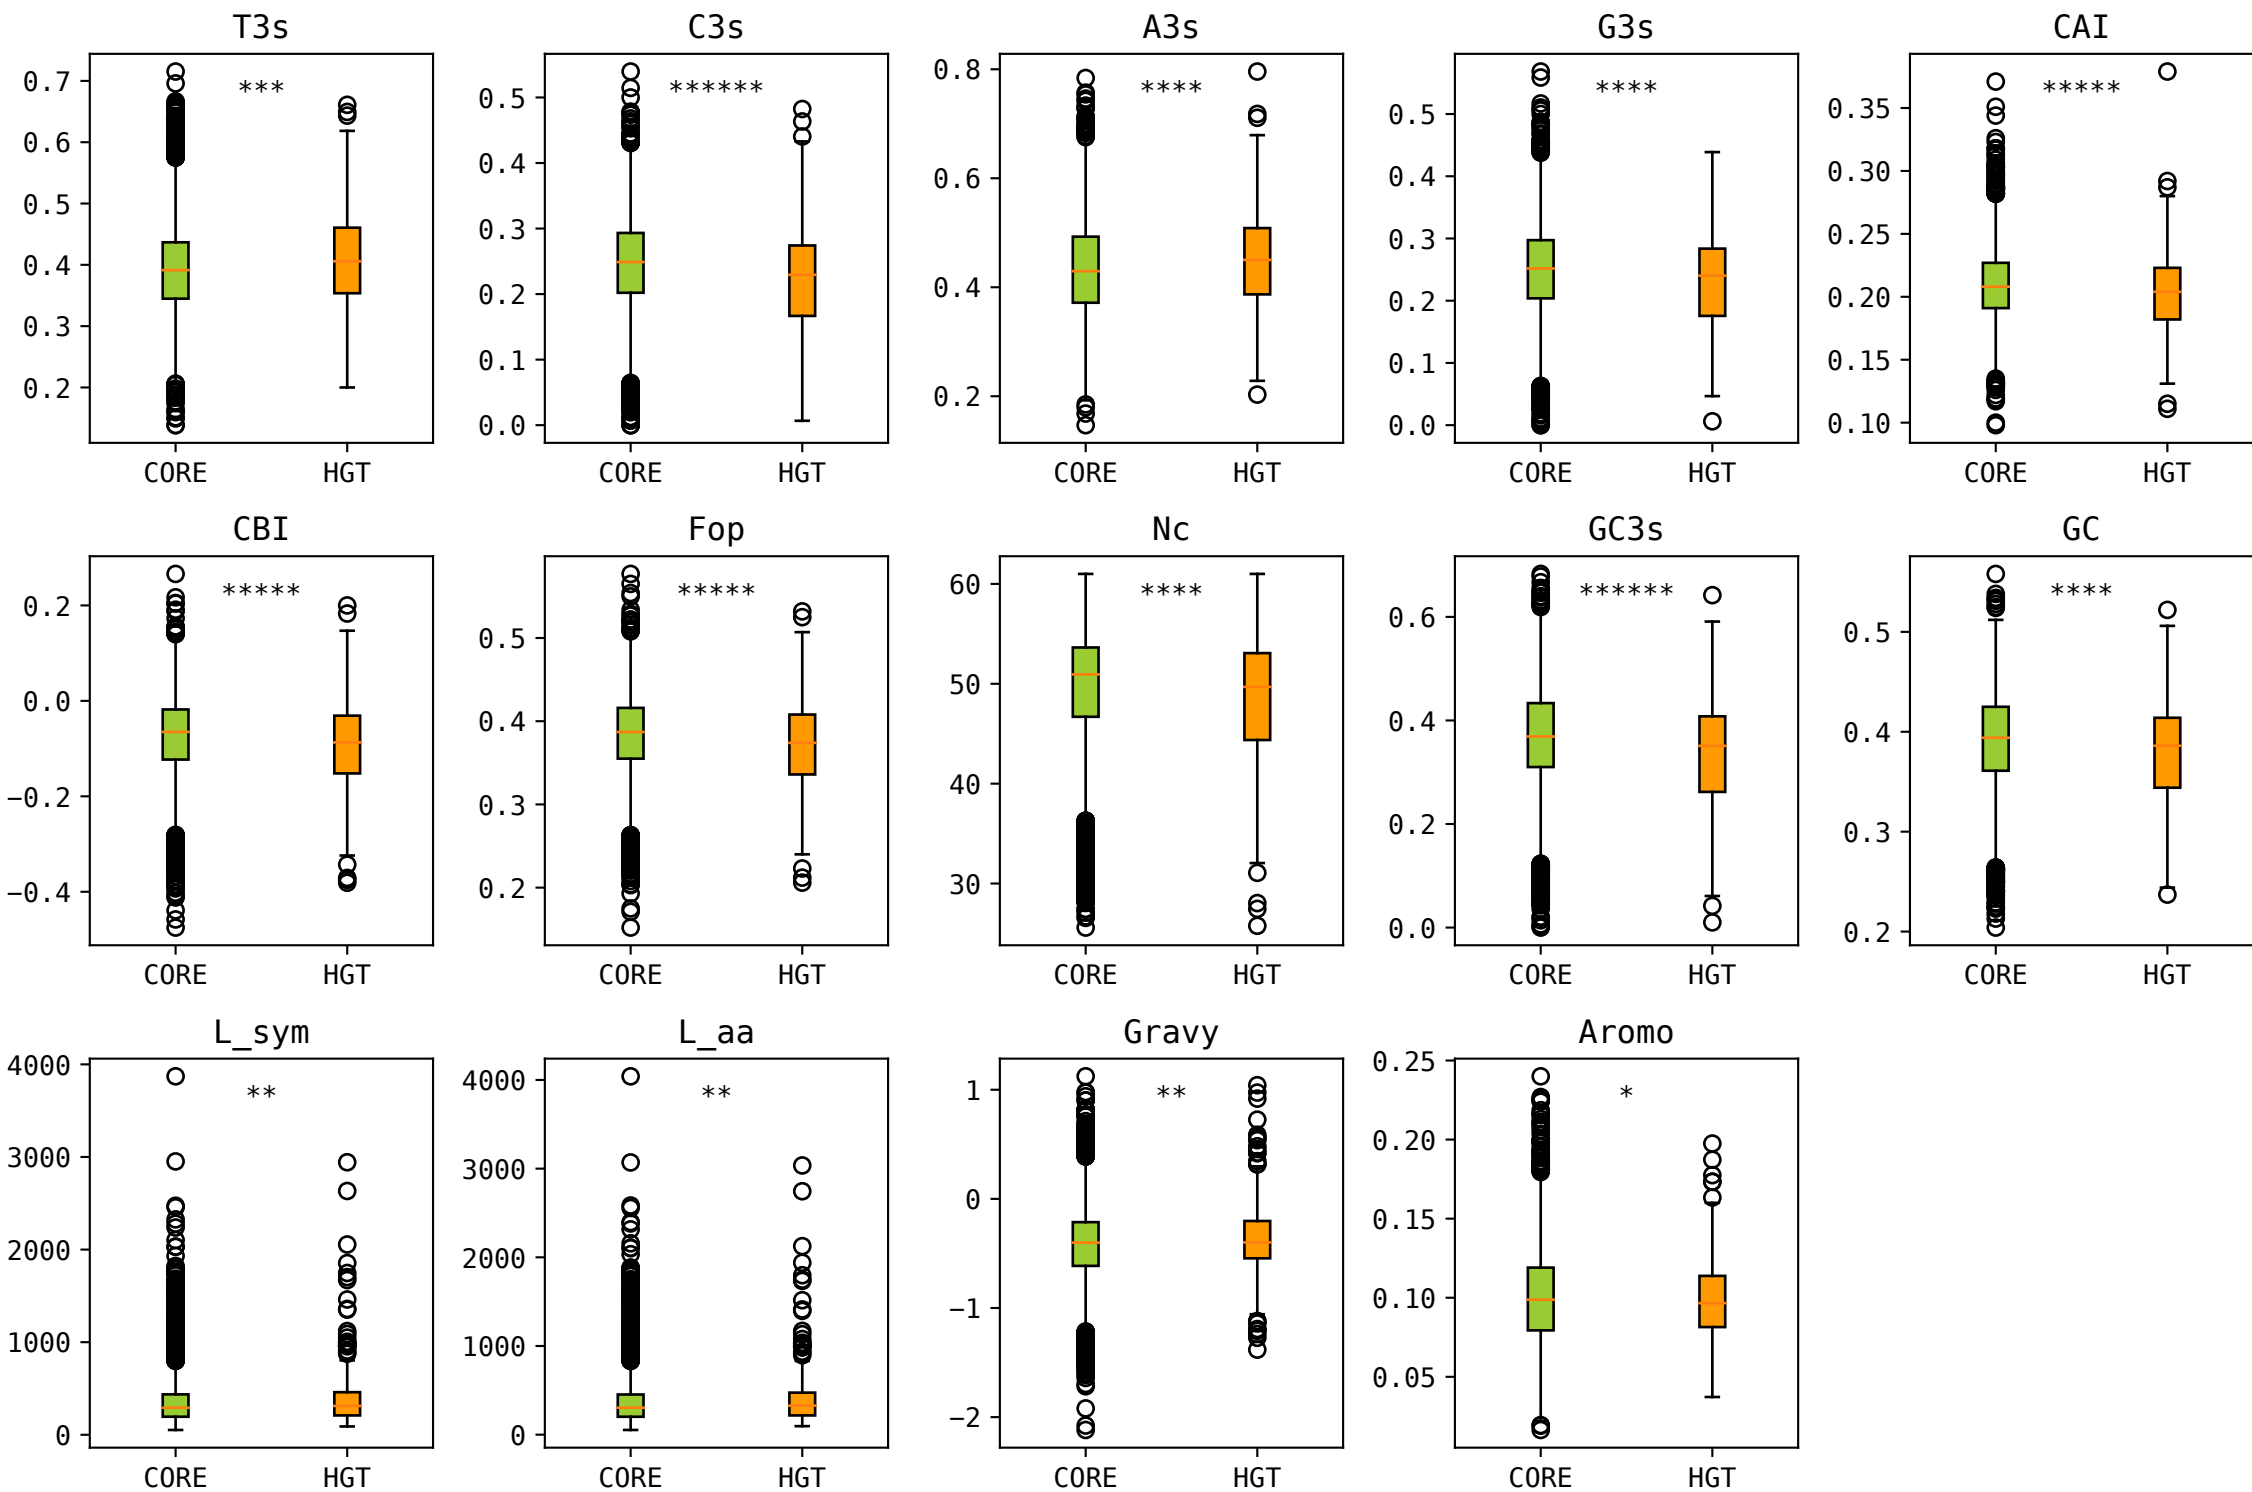 T3s
C3s
A3s
G3s
CAI
***
******
****
****
*****
0.7
0.6
0.5
0.4
0.3
0.2
0.5
0.4
0.3
0.2
0.1
0.0
0.8
0.6
0.4
0.2
0.5
0.4
0.3
0.2
0.1
0.0
0.35
0.30
0.25
0.20
0.15
0.10
CORE HGT
CORE HGT
CORE HGT
CORE HGT
CORE HGT
CBI
Fop
Nc
GC3s
GC
*****
*****
****
******
****
0.2
0.0
−0.2
−0.4
0.5
0.4
0.3
0.2
60
50
40
30
0.6
0.4
0.2
0.0
0.5
0.4
0.3
0.2
CORE HGT
CORE HGT
CORE HGT
CORE HGT
CORE HGT
L_sym
L_aa
Gravy
Aromo
**
**
**
*
4000
3000
2000
1000
0
4000
3000
2000
1000
0
1
0
−1
−2
0.25
0.20
0.15
0.10
0.05
CORE HGT
CORE HGT
CORE HGT
CORE HGT